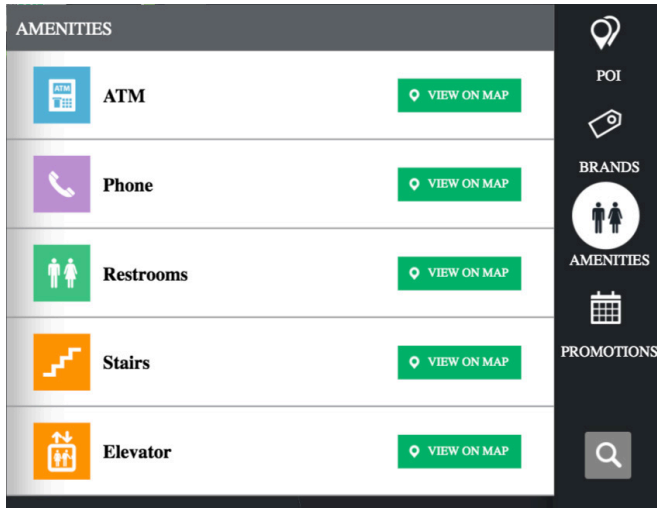 AMENITIES
ATM
ATM
VIEW ON MAP
Phone
VIEW ON MAP
Restrooms
VIEW ON MAP
Stairs
VIEW ON MAP
Elevator
VIEW ON MAP
POI
BRANDS
AMENITIES
PROMOTIONS